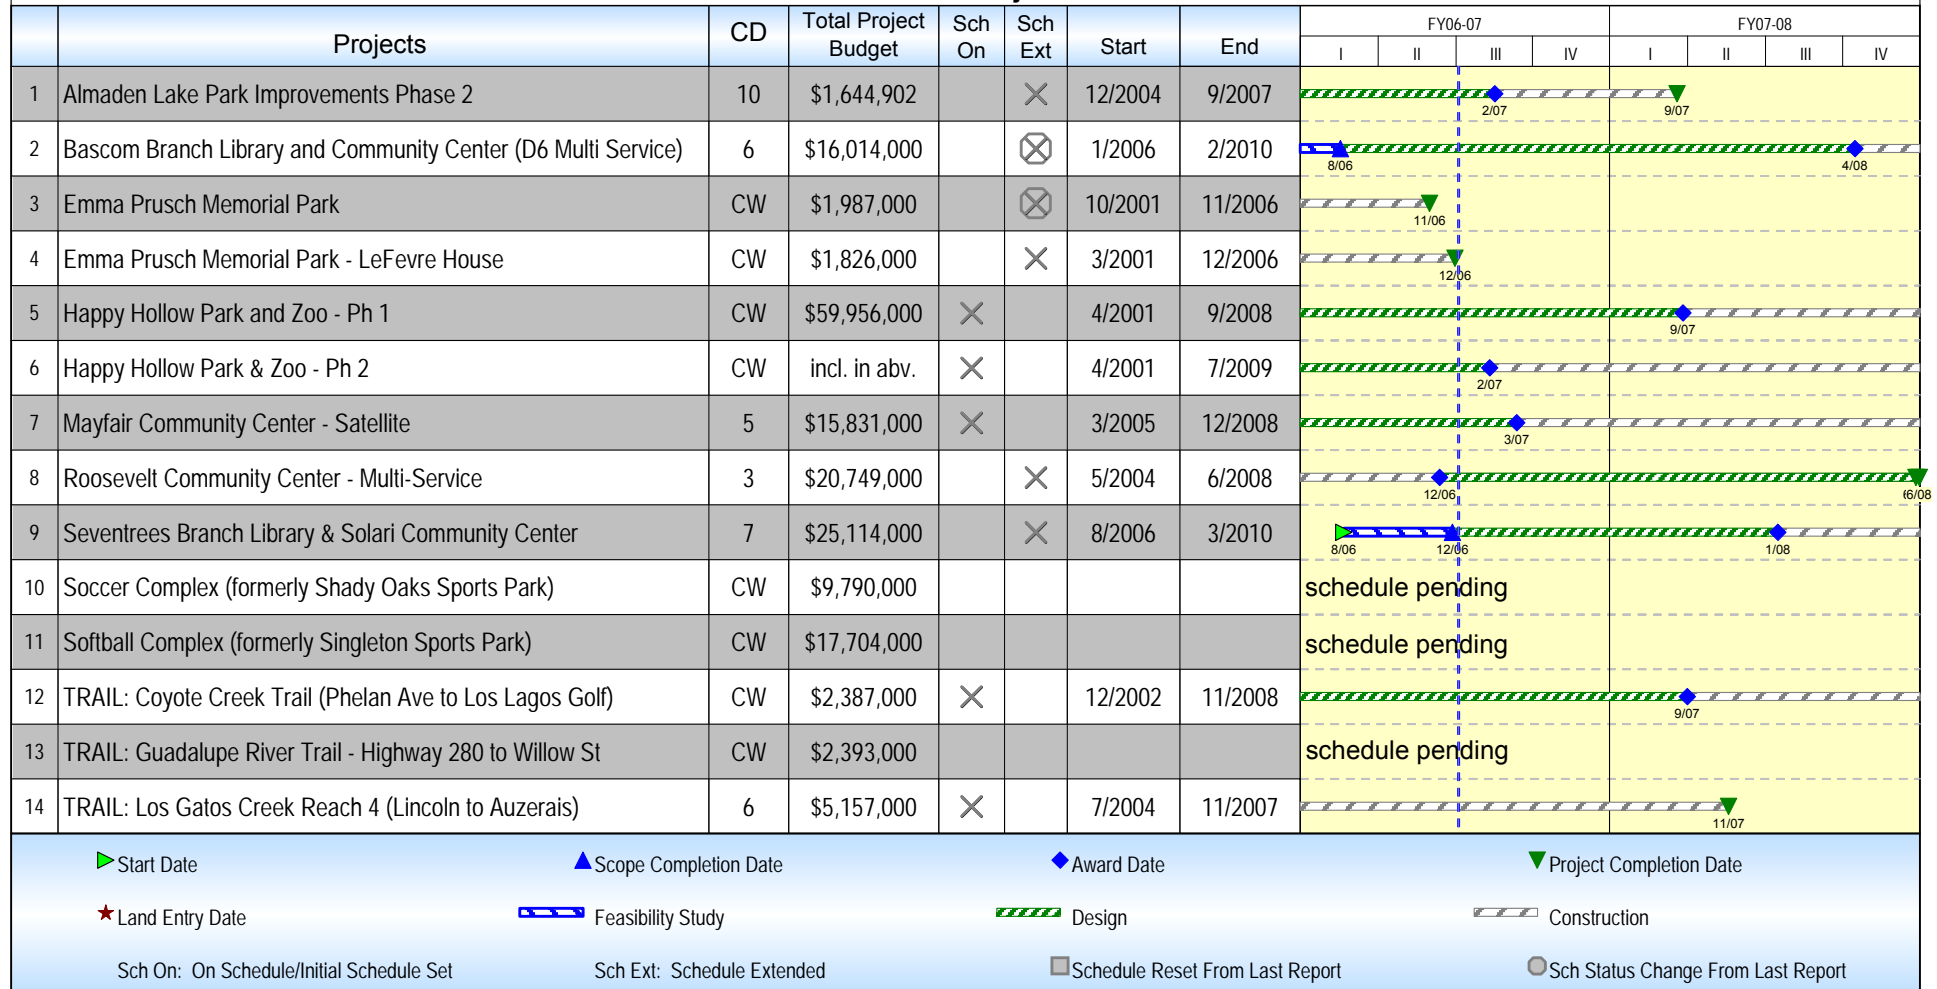 Projects CD Total Project Budget Sch On Sch Ext Start End FY06-07 FY07-08
I II III IV I II III IV
1 Almaden Lake Park Improvements Phase 2 10 $1,644,902 12/2004 9/2007 2/07 9/07
2 Bascom Branch Library and Community Center (D6 Multi Service) 6 $16,014,000 1/2006 2/2010 8/06 4/08
3 Emma Prusch Memorial Park CW $1,987,000 10/2001 11/2006 11/06
4 Emma Prusch Memorial Park - LeFevre House CW $1,826,000 3/2001 12/2006 12/06
5 Happy Hollow Park and Zoo - Ph 1 CW $59,956,000 4/2001 9/2008 9/07
6 Happy Hollow Park & Zoo - Ph 2 CW incl. in abv. 4/2001 7/2009 2/07
7 Mayfair Community Center - Satellite 5 $15,831,000 3/2005 12/2008 3/07
8 Roosevelt Community Center - Multi-Service 3 $20,749,000 5/2004 6/2008 12/06 6/08
9 Seventrees Branch Library & Solari Community Center 7 $25,114,000 8/2006 3/2010 8/06 12/06 1/08
10 Soccer Complex (formerly Shady Oaks Sports Park) CW $9,790,000 schedule pending
11 Softball Complex (formerly Singleton Sports Park) CW $17,704,000 schedule pending
12 TRAIL: Coyote Creek Trail (Phelan Ave to Los Lagos Golf) CW $2,387,000 12/2002 11/2008 9/07
13 TRAIL: Guadalupe River Trail - Highway 280 to Willow St CW $2,393,000 schedule pending
14 TRAIL: Los Gatos Creek Reach 4 (Lincoln to Auzerais) 6 $5,157,000 7/2004 11/2007 11/07
Start Date Scope Completion Date Award Date Project Completion Date
Land Entry Date Feasibility Study Design Construction
Sch On: On Schedule/Initial Schedule Set Sch Ext: Schedule Extended Schedule Reset From Last Report Sch Status Change From Last Report